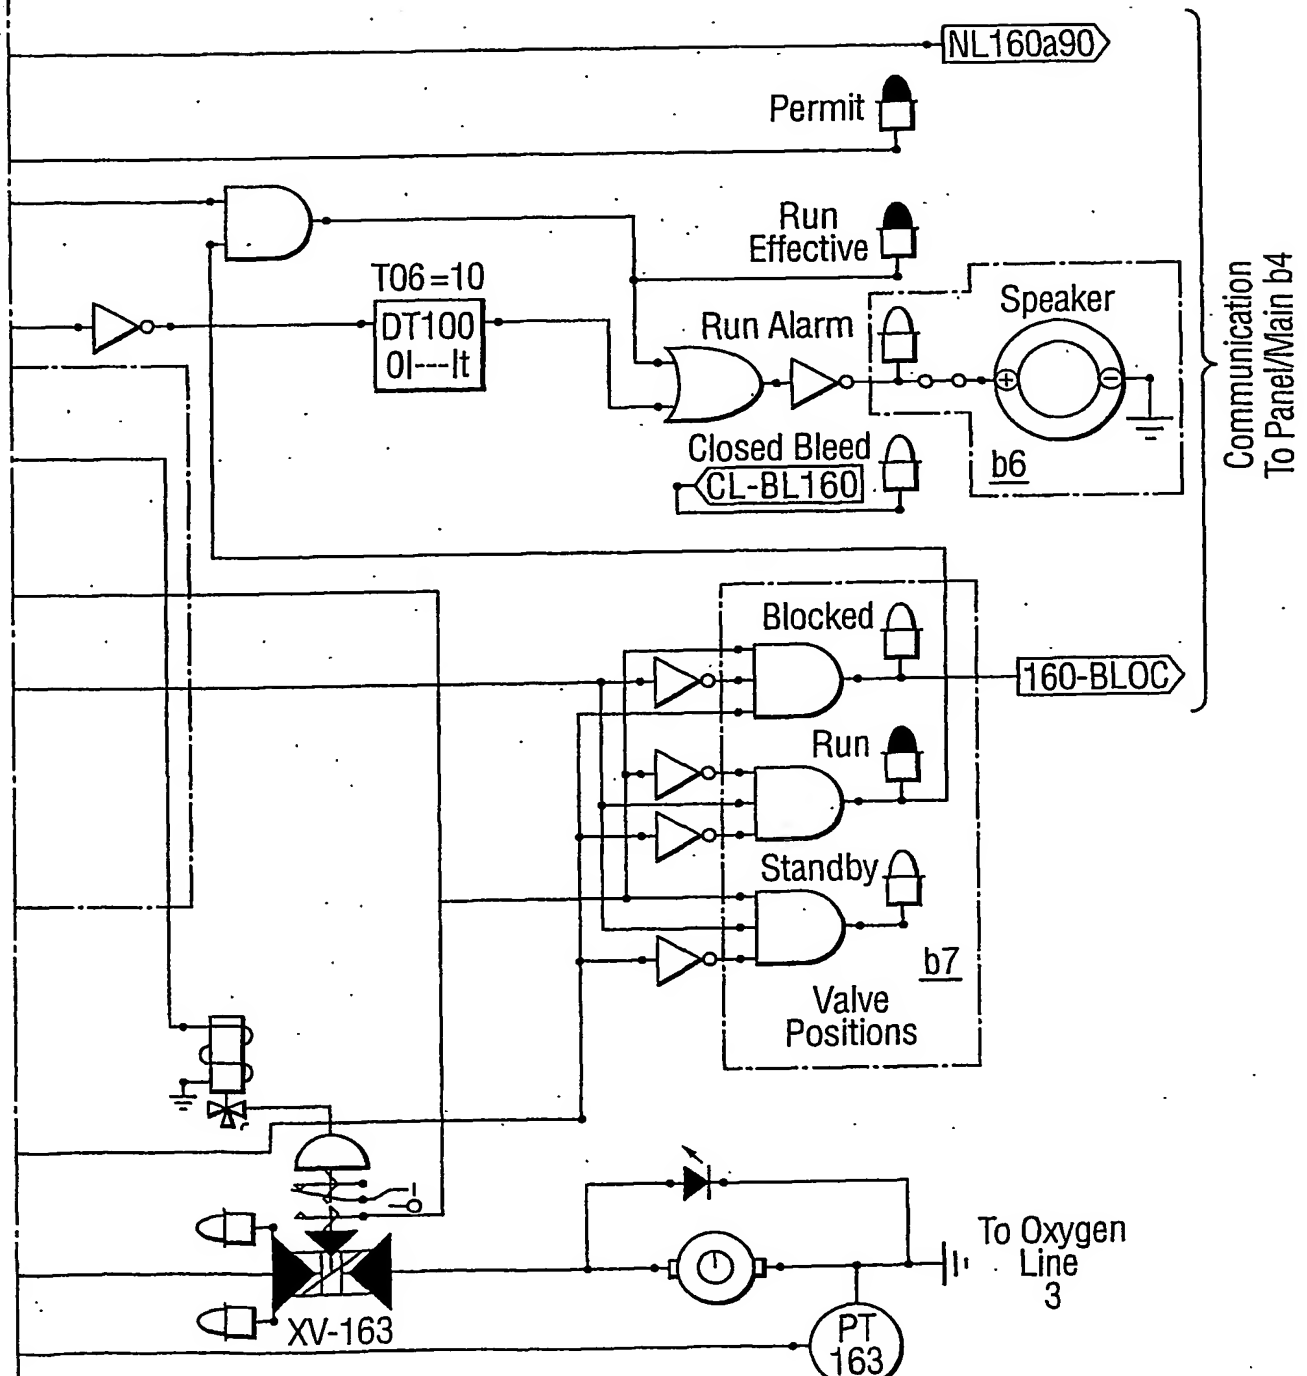 NL160a90
Permit
Run
Effective
T06=10
DT100
0I---It
Run Alarm
Speaker
Closed Bleed
CL-BL160
b6
Communication
To Panel/Main b4
Blocked
160-BLOC
Run
Standby
b7
Valve
Positions
To Oxygen
Line
3
XV-163
PT
163